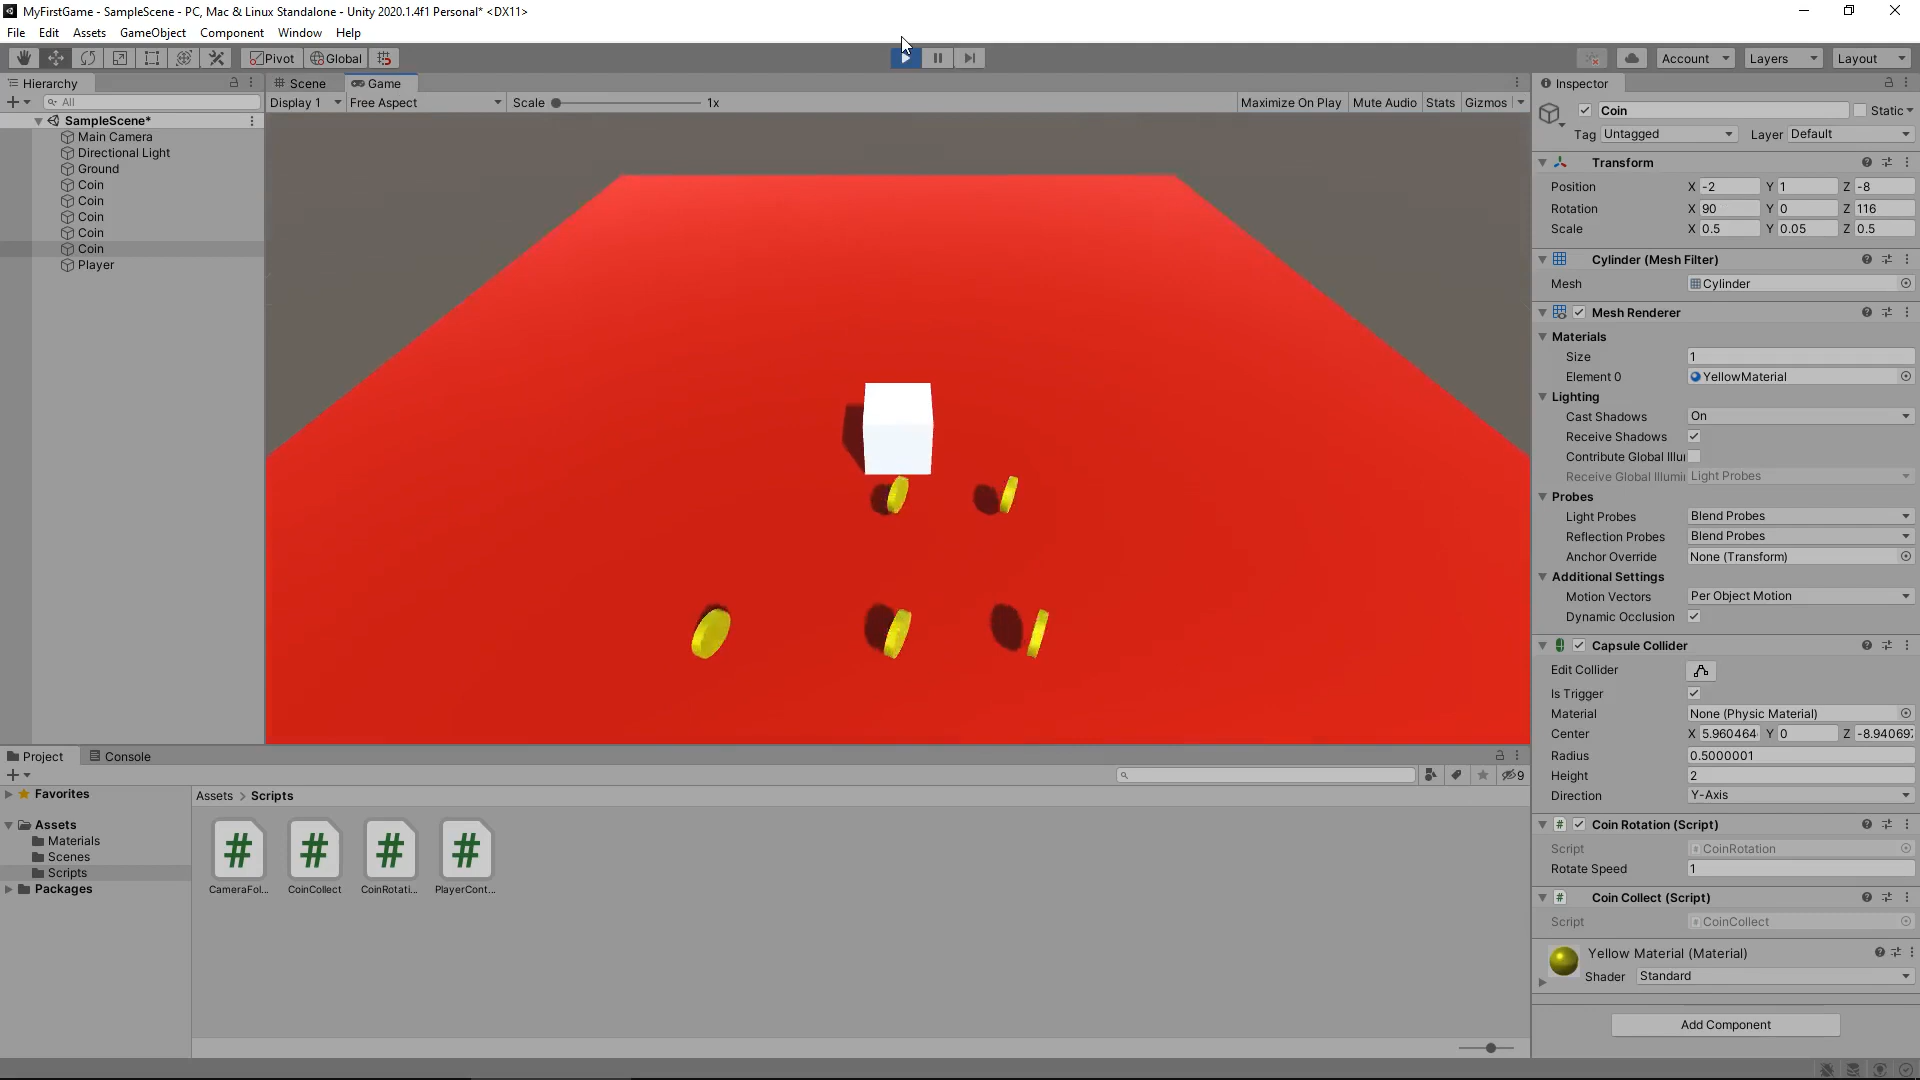 MyFirstGame - SampleScene - PC, Mac & Linux Standalone - Unity 2020.1.4f1 Personal* <DX11>
File Edit Assets GameObject Component Window Help
Pivot Global Account Layers Layout
Hierarchy Scene Game Inspector
All Display 1 Free Aspect Scale 1x Maximize On Play Mute Audio Stats Gizmos
SampleScene*
Main Camera
Directional Light
Ground
Coin
Coin
Coin
Coin
Coin
Player
Coin Static
Tag Untagged Layer Default
Transform
Position X -2 Y 1 Z -8
Rotation X 90 Y 0 Z 116
Scale X 0.5 Y 0.05 Z 0.5
Cylinder (Mesh Filter)
Mesh Cylinder
Mesh Renderer
Materials
Size 1
Element 0 YellowMaterial
Lighting
Cast Shadows On
Receive Shadows
Contribute Global Illu
Receive Global Illumin Light Probes
Probes
Light Probes Blend Probes
Reflection Probes Blend Probes
Anchor Override None (Transform)
Additional Settings
Motion Vectors Per Object Motion
Dynamic Occlusion
Capsule Collider
Edit Collider
Is Trigger
Material None (Physic Material)
Center X 5.960464 Y 0 Z -8.94069
Radius 0.5000001
Height 2
Direction Y-Axis
Coin Rotation (Script)
Script CoinRotation
Rotate Speed 1
Coin Collect (Script)
Script CoinCollect
Yellow Material (Material)
Shader Standard
Add Component
Project Console
9
Favorites
Assets
Materials
Scenes
Scripts
Packages
Assets > Scripts
# # # #
CameraFol... CoinCollect CoinRotati... PlayerCont...